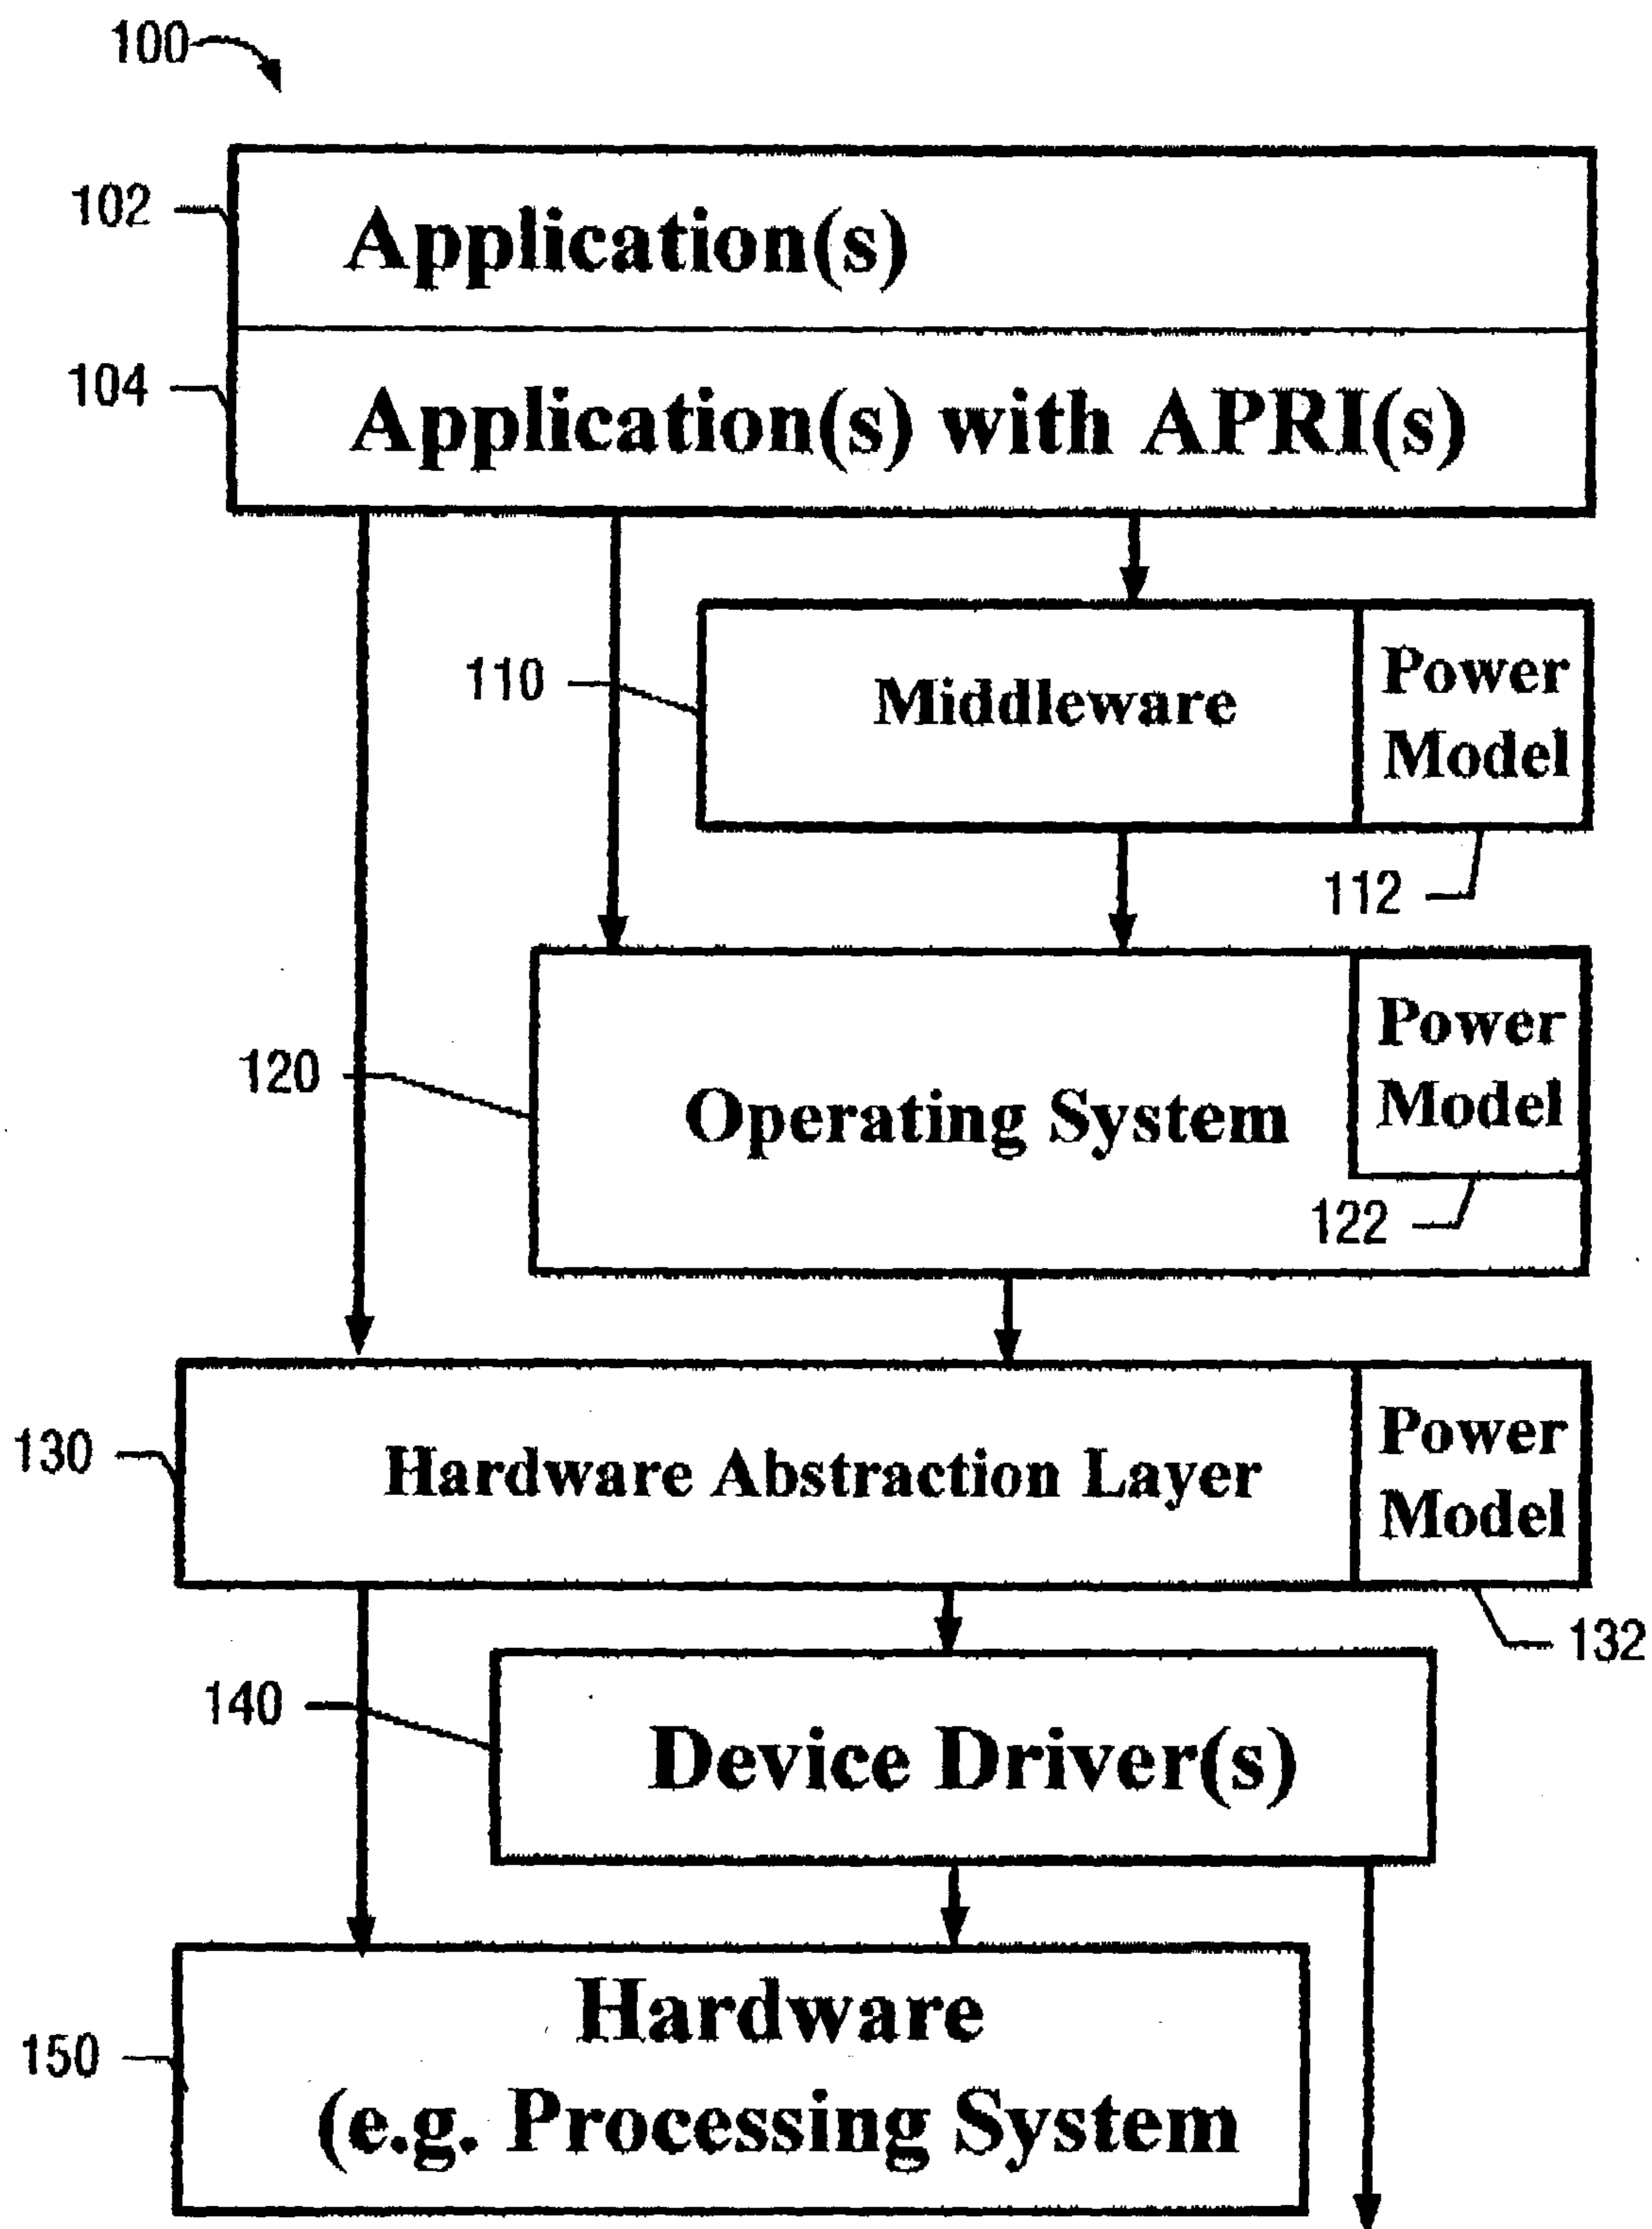 100
102
Application(s)
104
Application(s) with APRI(s)
110
Middleware
Power
Model
112
120
Operating System
Power
Model
122
130
Hardware Abstraction Layer
Power
Model
132
140
Device Driver(s)
150
Hardware
(e.g. Processing System